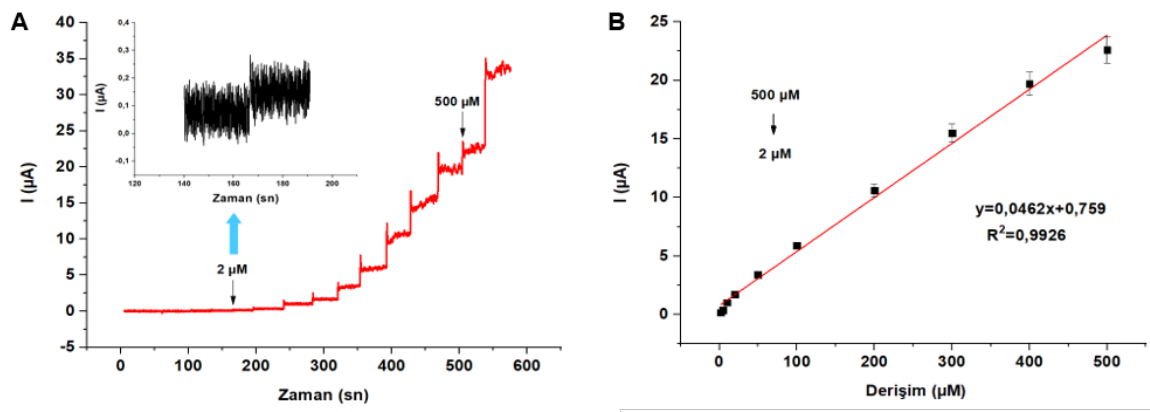 A
40
35
30
25
20
15
10
5
0
-5
I (µA)
0
100
200
300
400
500
600
Zaman (sn)
0,4
0,3
0,2
0,1
0,0
-0,1
I (µA)
120
140
160
180
200
Zaman (sn)
2 µM
500 µM
B
25
20
15
10
5
0
I (µA)
0
100
200
300
400
500
Derişim (µM)
500 µM
2 µM
y=0,0462x+0,759
R²=0,9926